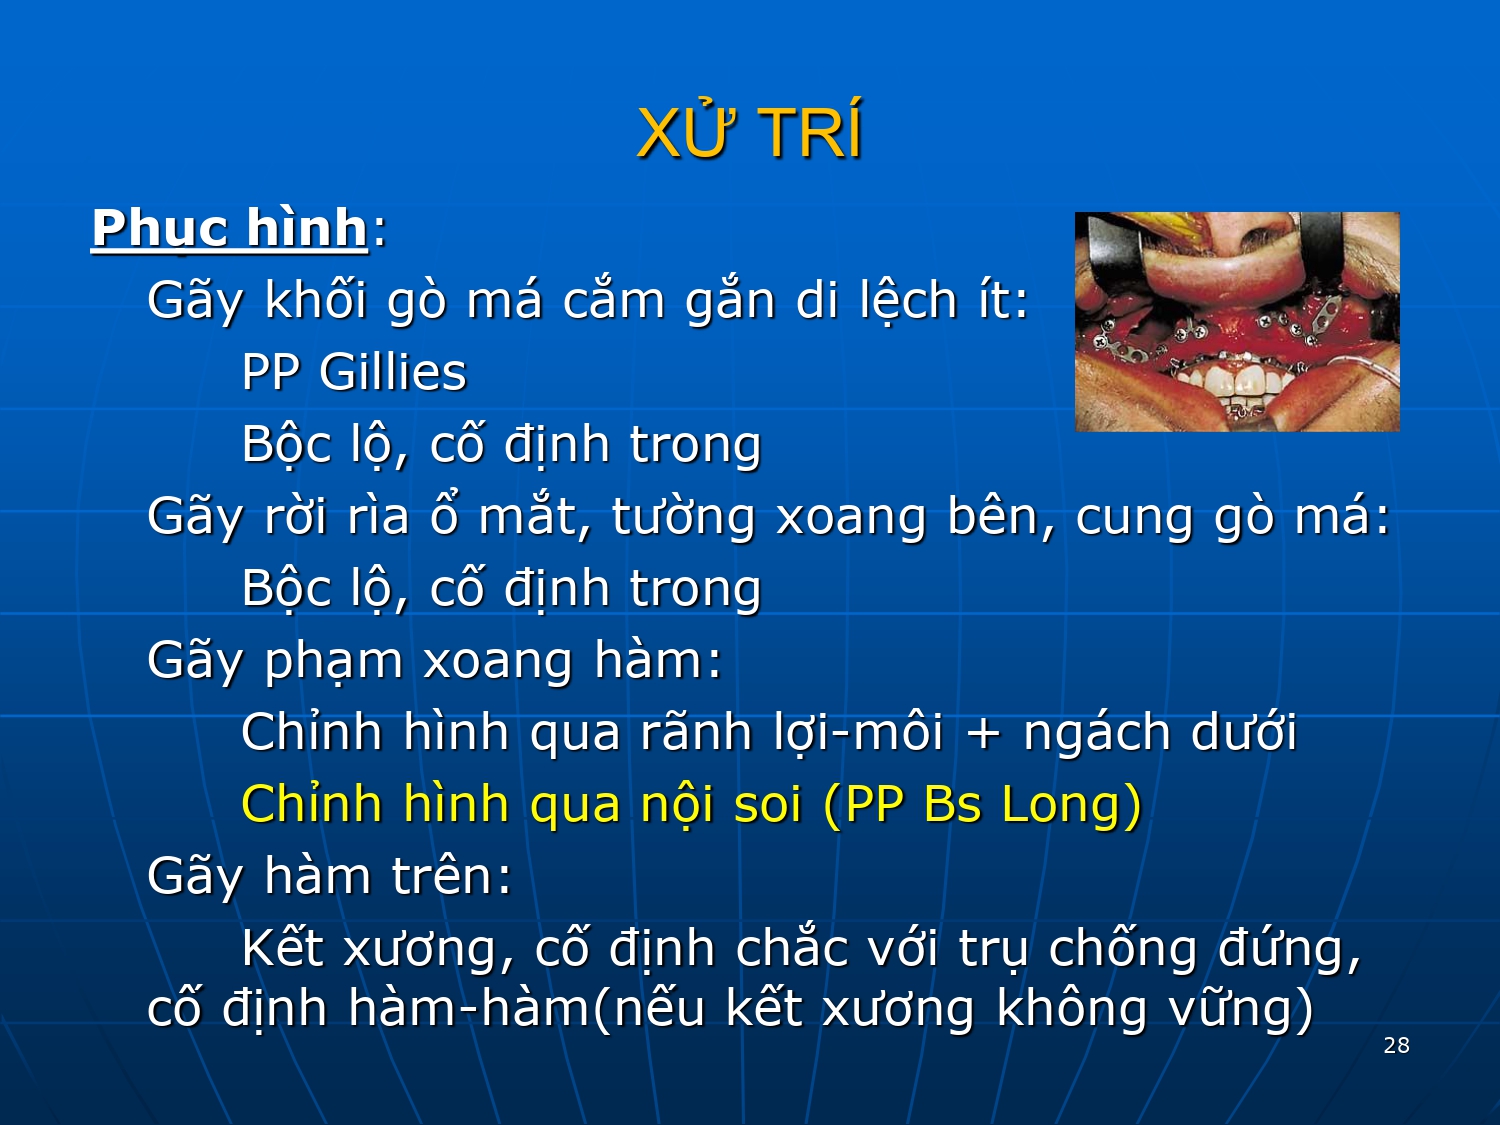 XỬ TRÍ
Phục hình:
Gãy khối gò má cắm gắn di lệch ít:
PP Gillies
Bộc lộ, cố định trong
Gãy rời rìa ổ mắt, tường xoang bên, cung gò má:
Bộc lộ, cố định trong
Gãy phạm xoang hàm:
Chỉnh hình qua rãnh lợi-môi + ngách dưới
Chỉnh hình qua nội soi (PP Bs Long)
Gãy hàm trên:
Kết xương, cố định chắc với trụ chống đứng,
cố định hàm-hàm(nếu kết xương không vững)
28